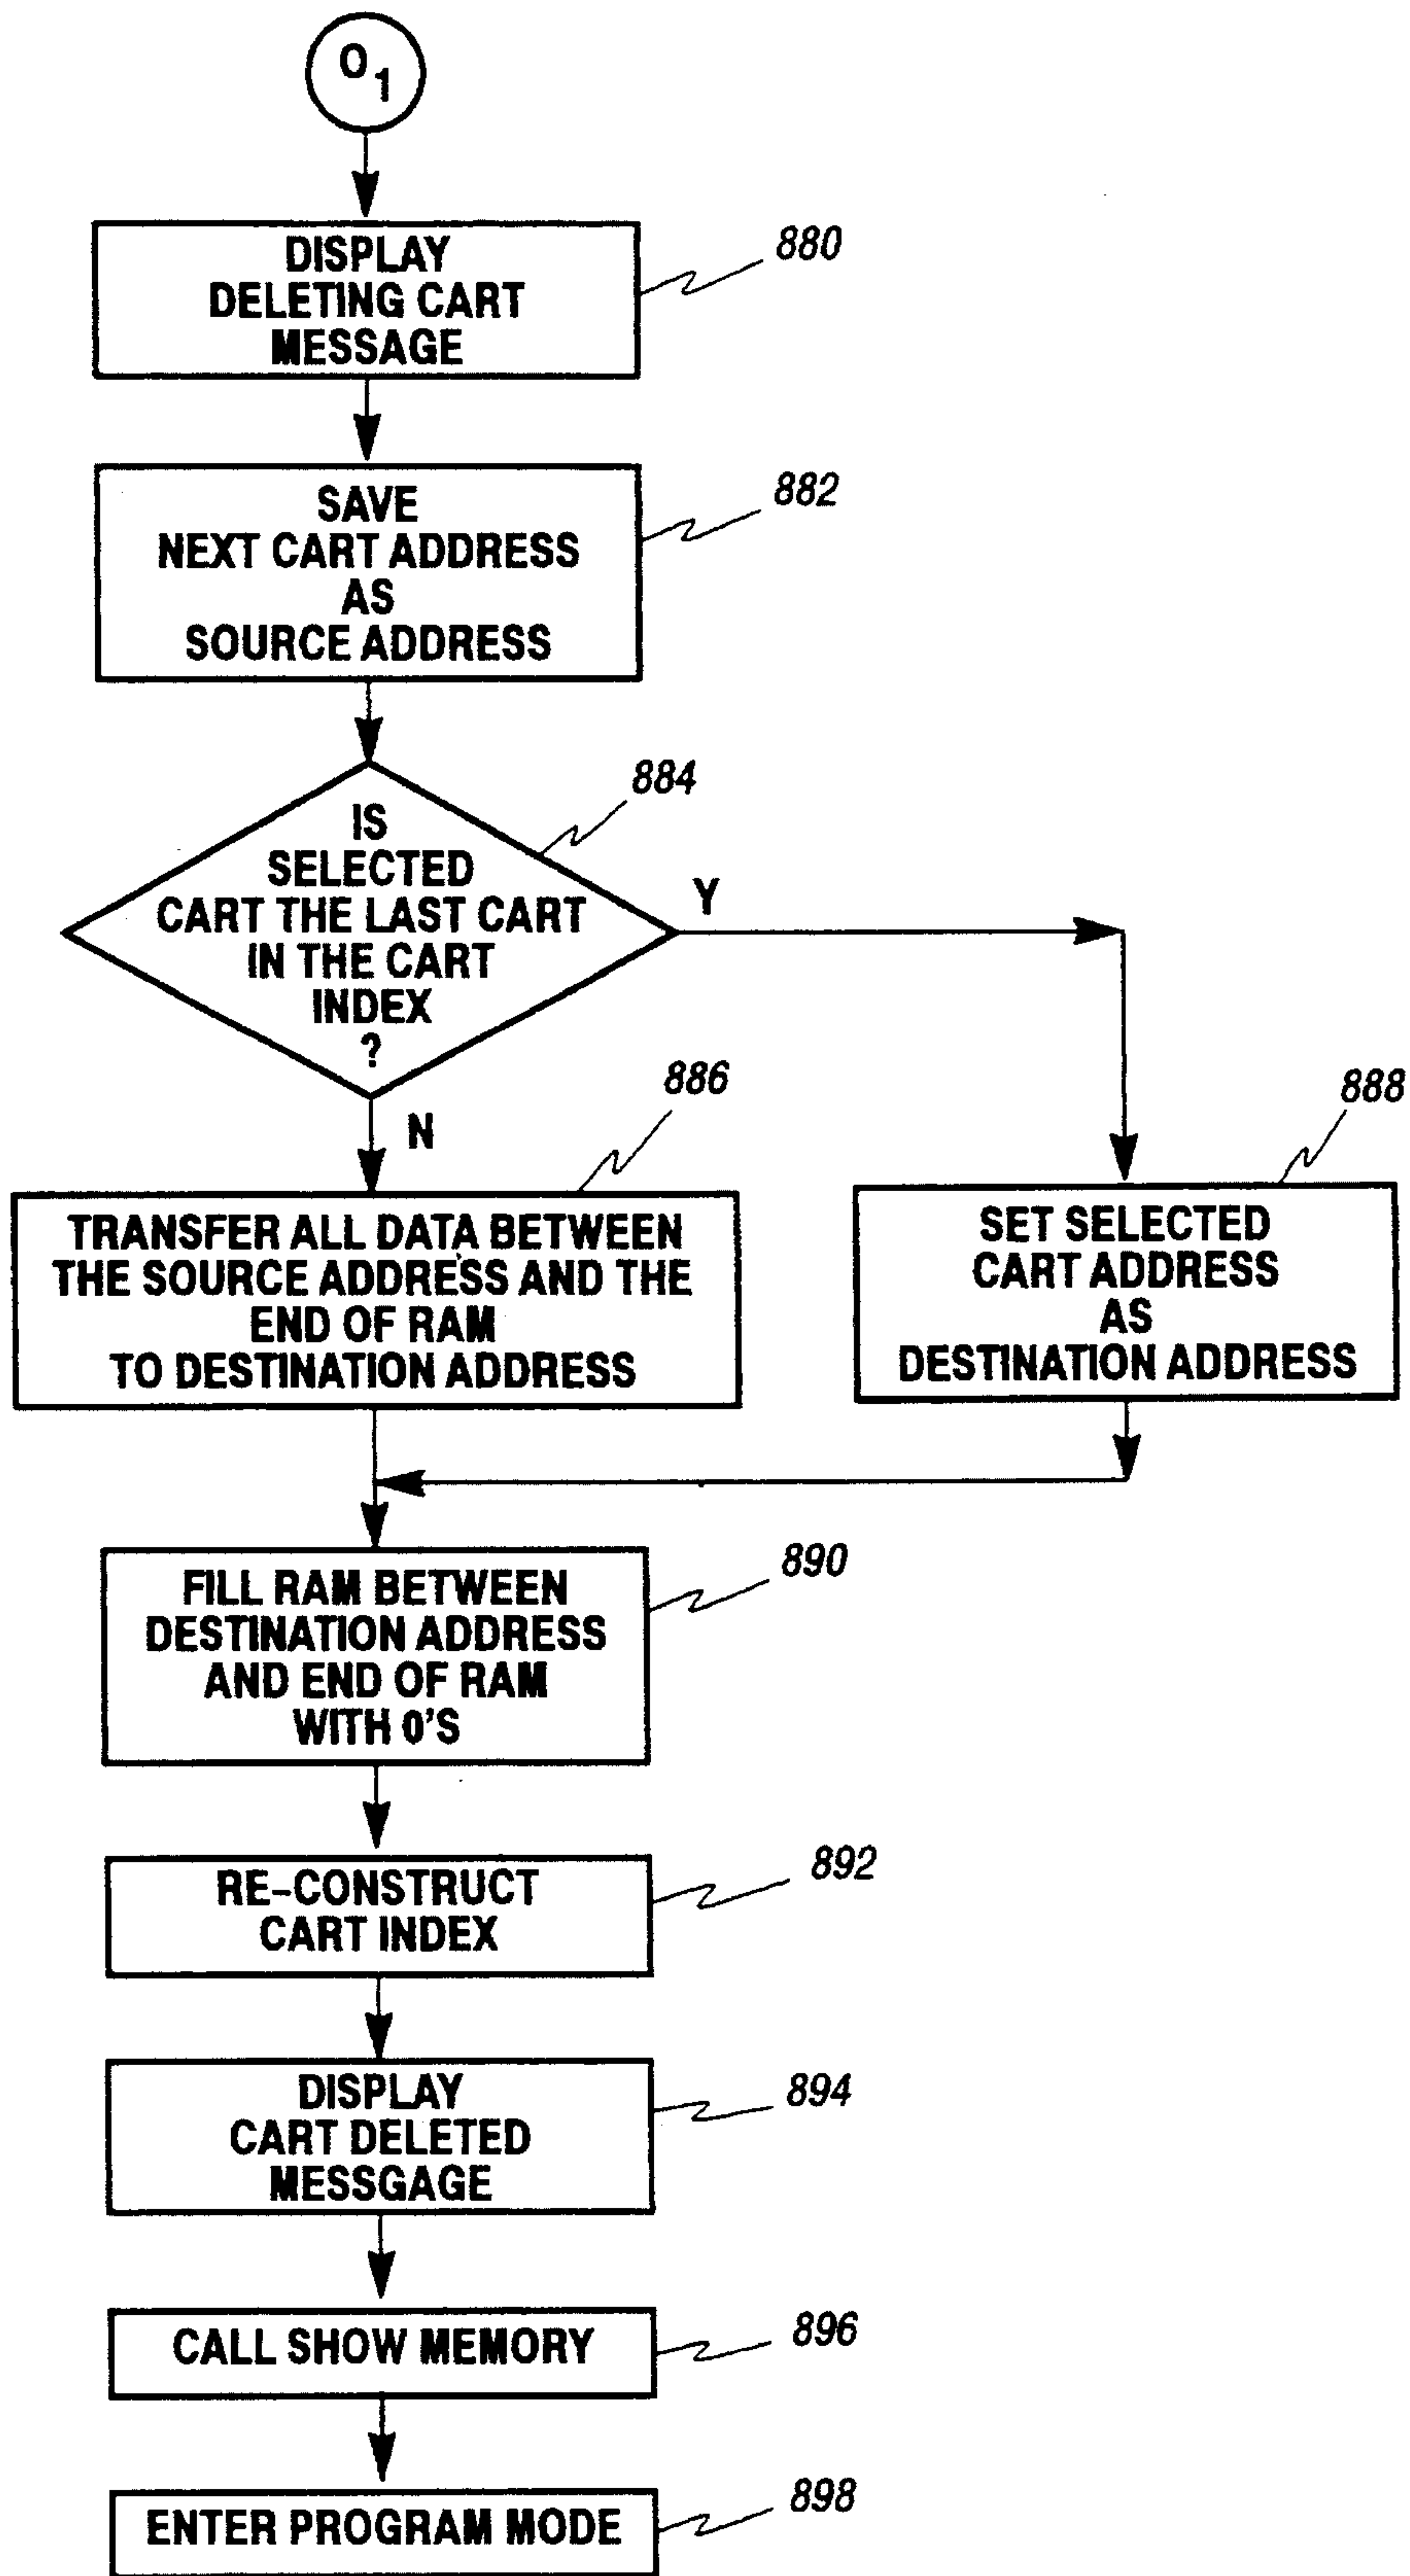 O1
DISPLAY
DELETING CART
MESSAGE
880
SAVE
NEXT CART ADDRESS
AS
SOURCE ADDRESS
882
IS
SELECTED
CART THE LAST CART
IN THE CART
INDEX
?
884
Y
N
886
TRANSFER ALL DATA BETWEEN
THE SOURCE ADDRESS AND THE
END OF RAM
TO DESTINATION ADDRESS
888
SET SELECTED
CART ADDRESS
AS
DESTINATION ADDRESS
FILL RAM BETWEEN
DESTINATION ADDRESS
AND END OF RAM
WITH 0'S
890
RE-CONSTRUCT
CART INDEX
892
DISPLAY
CART DELETED
MESSGAGE
894
CALL SHOW MEMORY
896
ENTER PROGRAM MODE
898